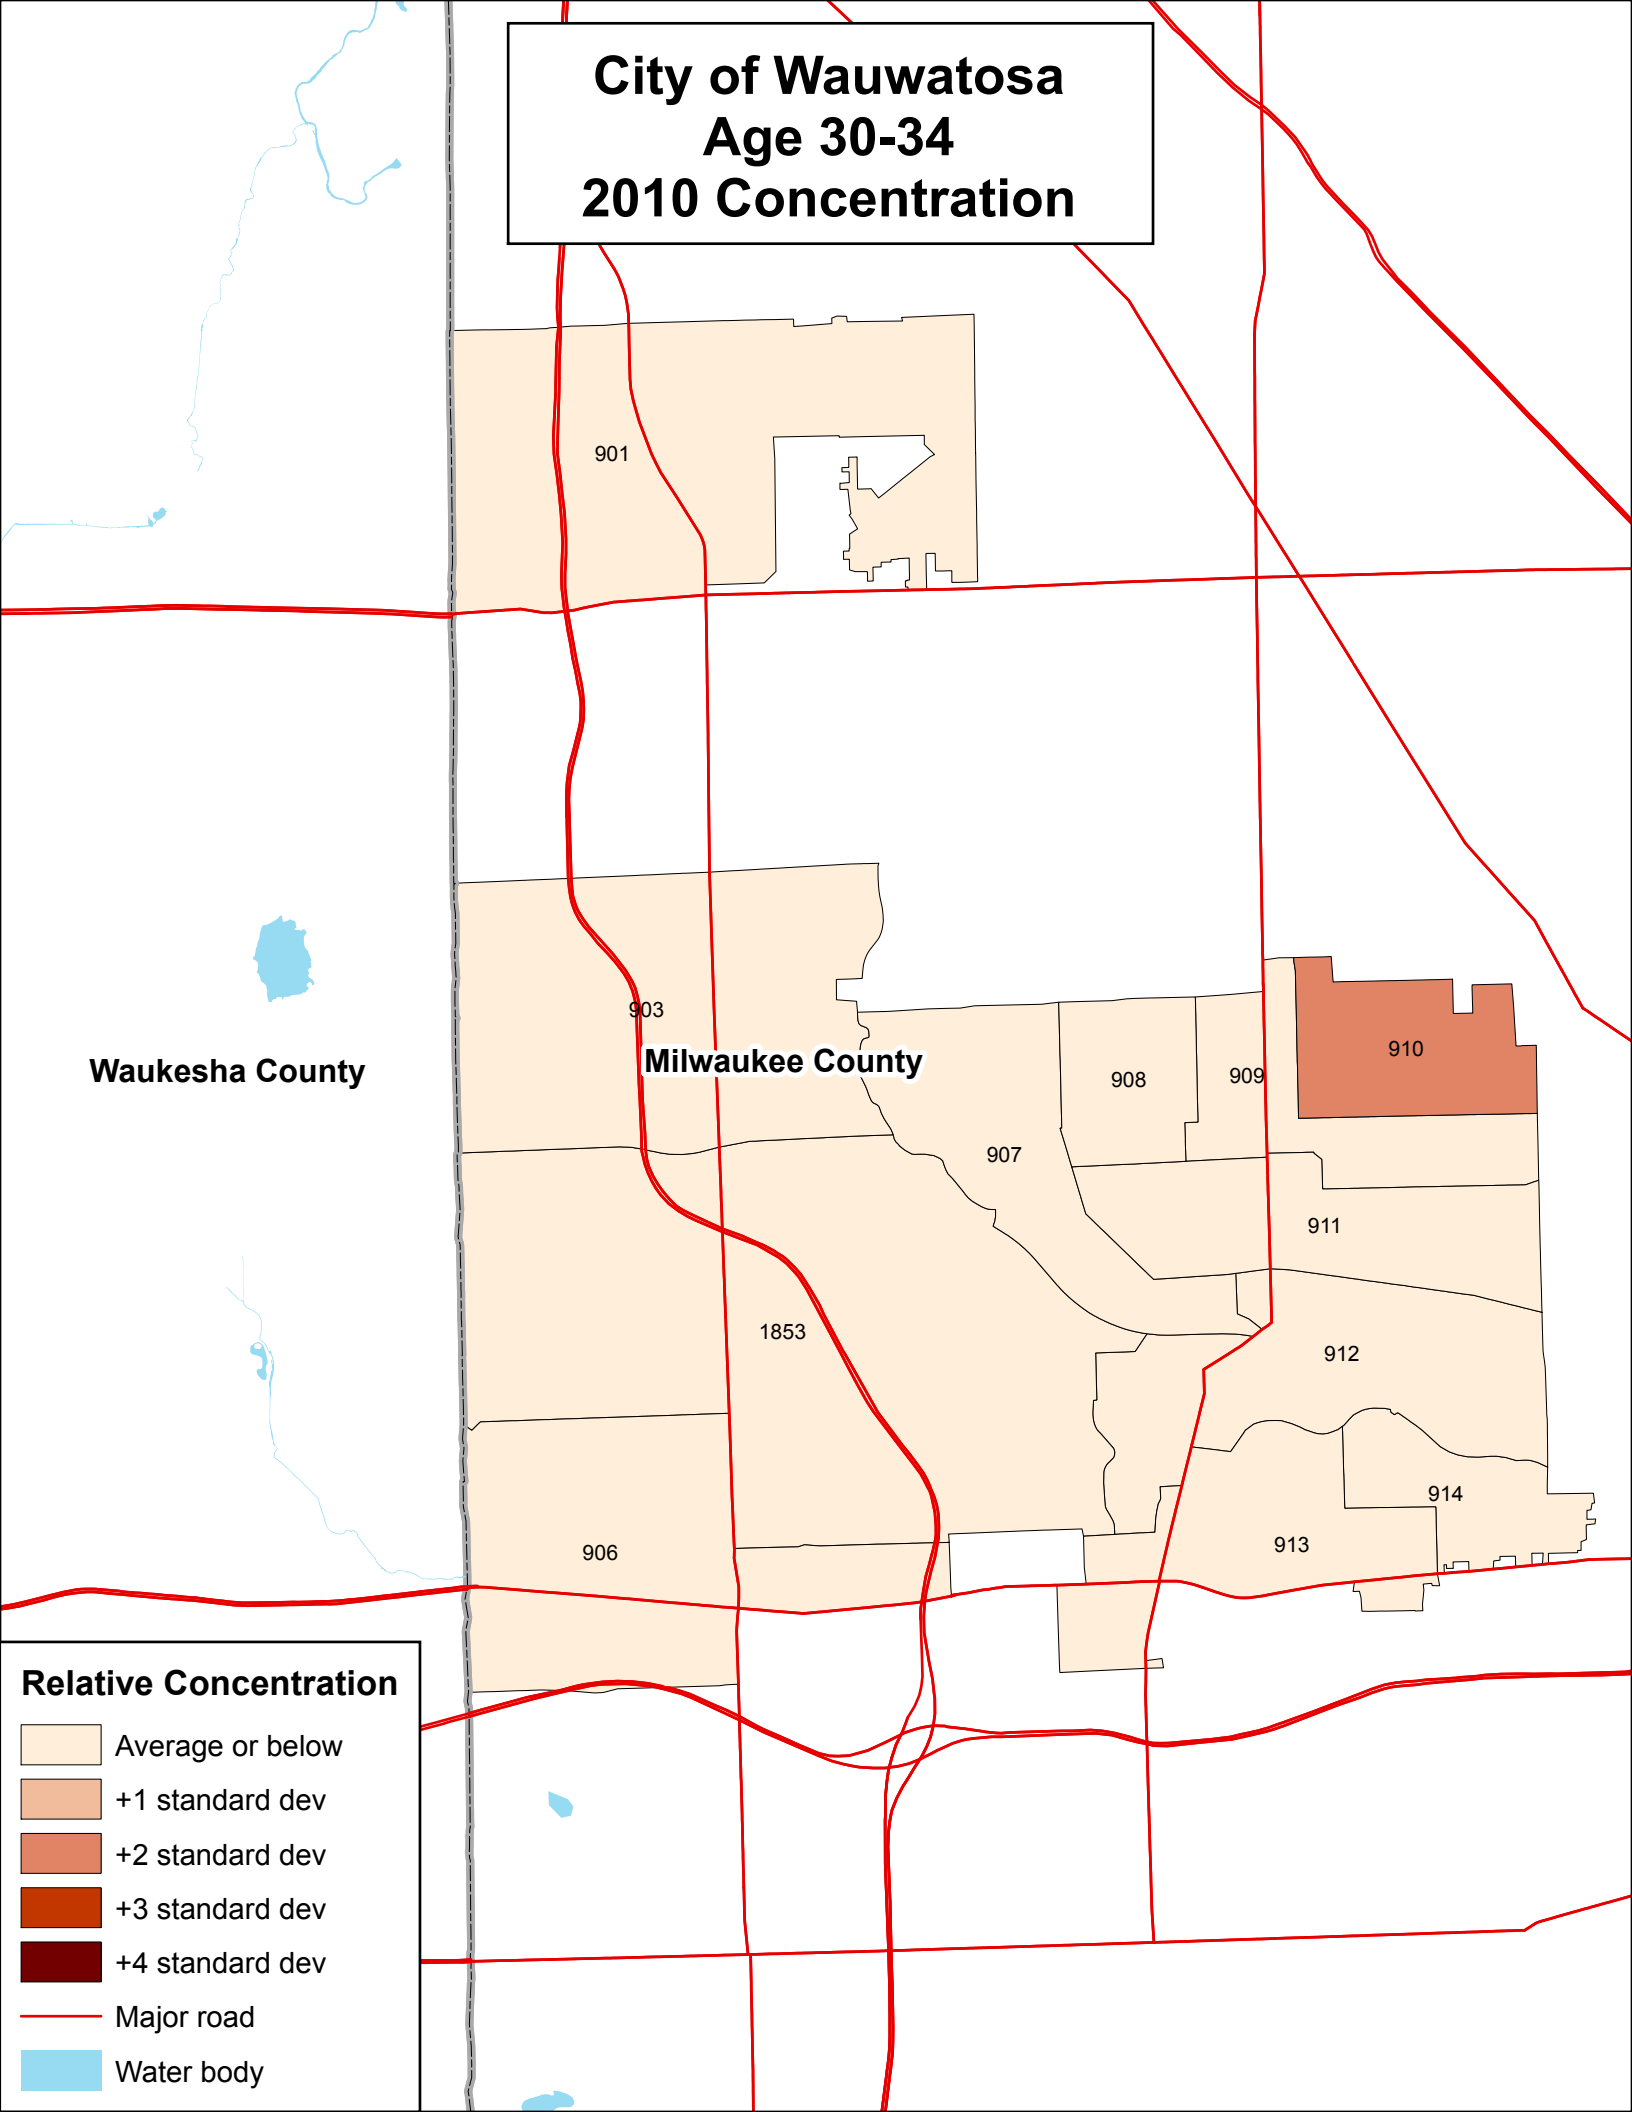 City of Wauwatosa
Age 30-34
2010 Concentration
901
903
Milwaukee County
Waukesha County
910
908
909
907
911
1853
912
914
913
906
Relative Concentration
Average or below
+1 standard dev
+2 standard dev
+3 standard dev
+4 standard dev
Major road
Water body